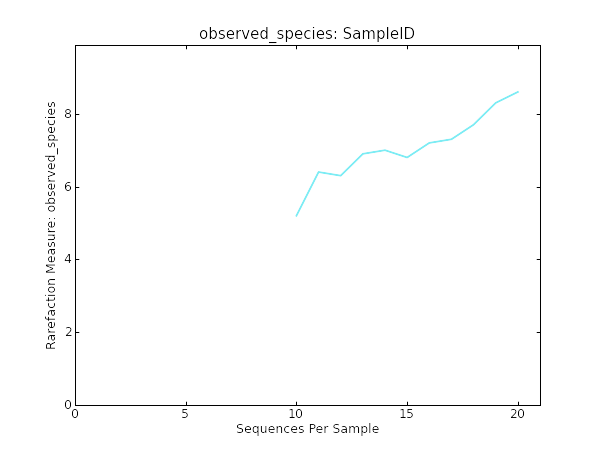 observed_species: SampleID
Rarefaction Measure: observed_species
8
6
4
2
0
0 5 10 15 20
Sequences Per Sample